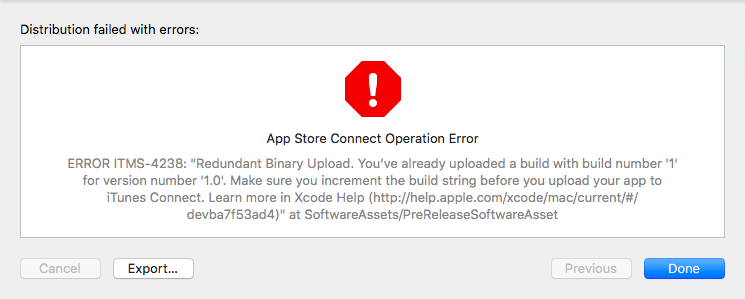 Distribution failed with errors:
App Store Connect Operation Error
ERROR ITMS-4238: "Redundant Binary Upload. You've already uploaded a build with build number '1'
for version number '1.0'. Make sure you increment the build string before you upload your app to
iTunes Connect. Learn more in Xcode Help (http://help.apple.com/xcode/mac/current/#/
devba7f53ad4)" at SoftwareAssets/PreReleaseSoftwareAsset
Cancel
Export...
Previous
Done